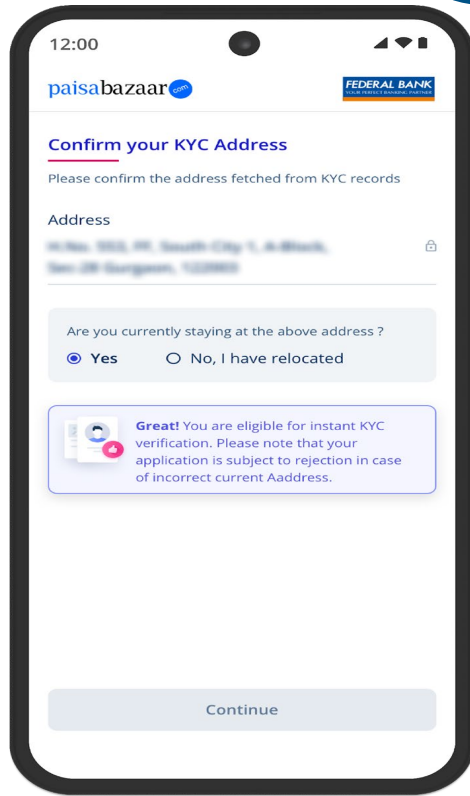 12:00
paisabazaar com
FEDERAL BANK
YOUR PERFECT BANKING PARTNER
Confirm your KYC Address
Please confirm the address fetched from KYC records
Address
Are you currently staying at the above address ?
Yes
No, I have relocated
Great! You are eligible for instant KYC
verification. Please note that your
application is subject to rejection in case
of incorrect current Aaddress.
Continue